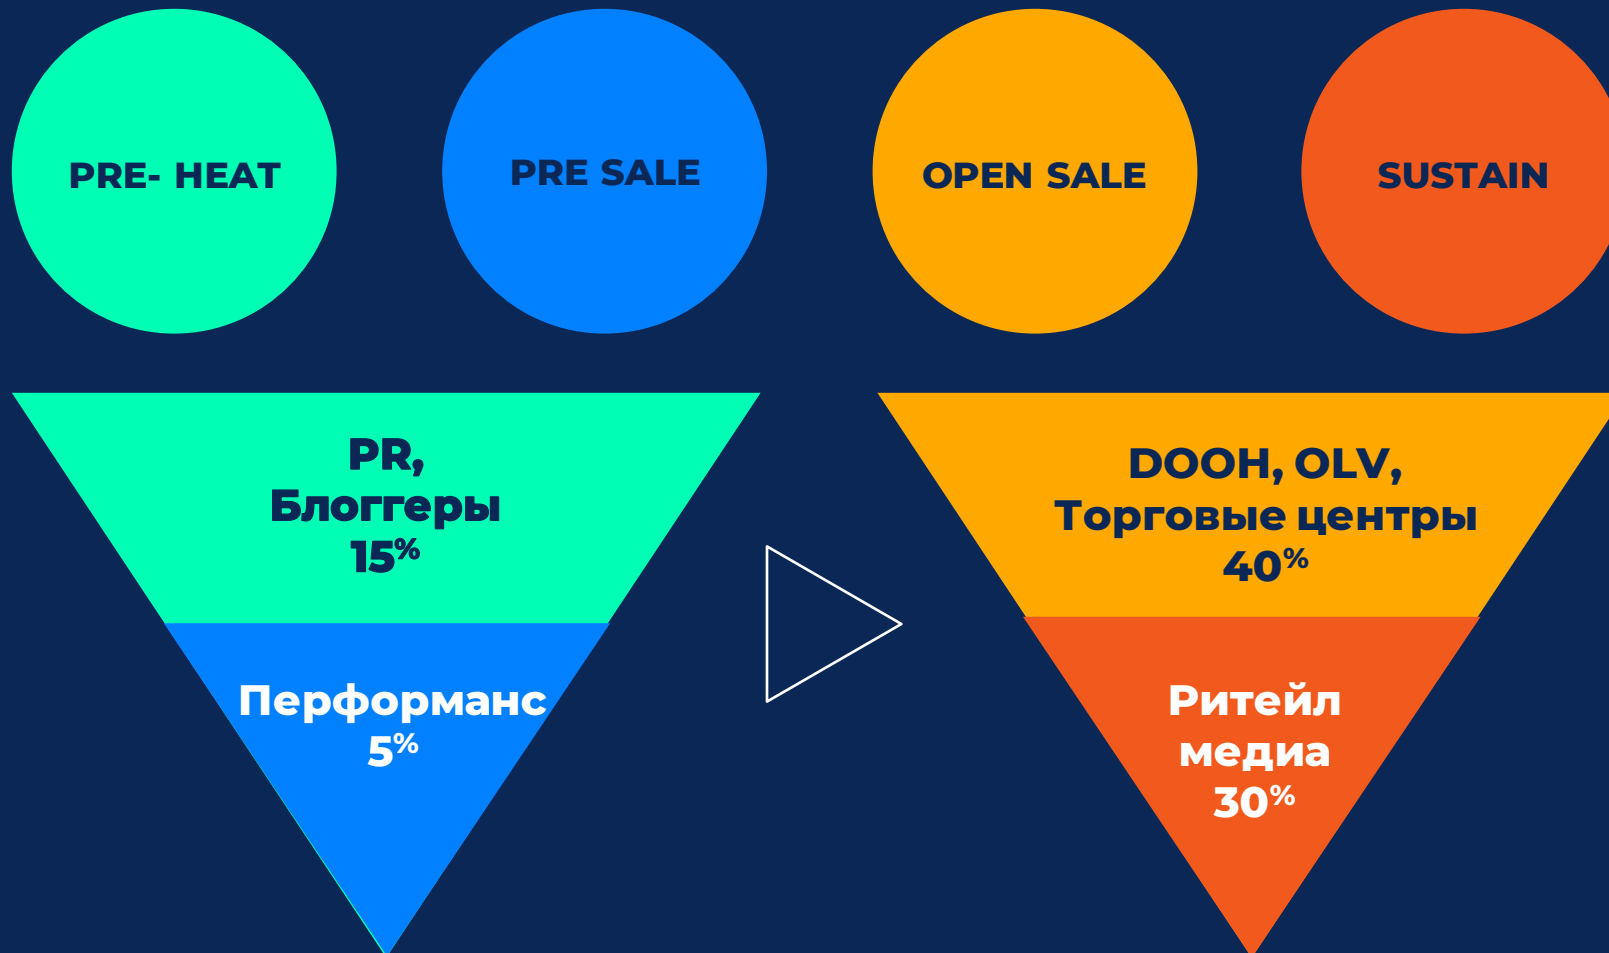 PRE- HEAT
PRE SALE
OPEN SALE
SUSTAIN
PR,
Блоггеры
15%
Перформанс
5%
DOOH, OLV,
Торговые центры
40%
Ритейл
медиа
30%